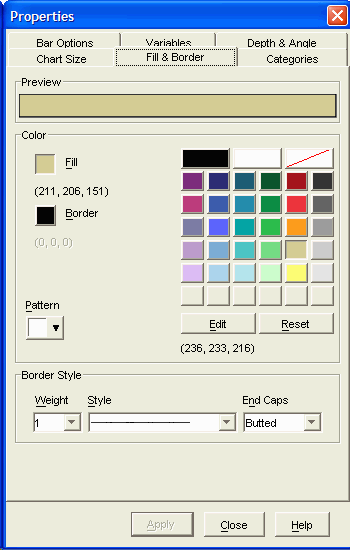 Properties
Bar Options Variables Depth & Angle
Chart Size Fill & Border Categories
Preview
Color
Fill
(211, 206, 151)
Border
(0, 0, 0)
Pattern
Edit Reset
(236, 233, 216)
Border Style
Weight Style End Caps
1 Butted
Apply Close Help